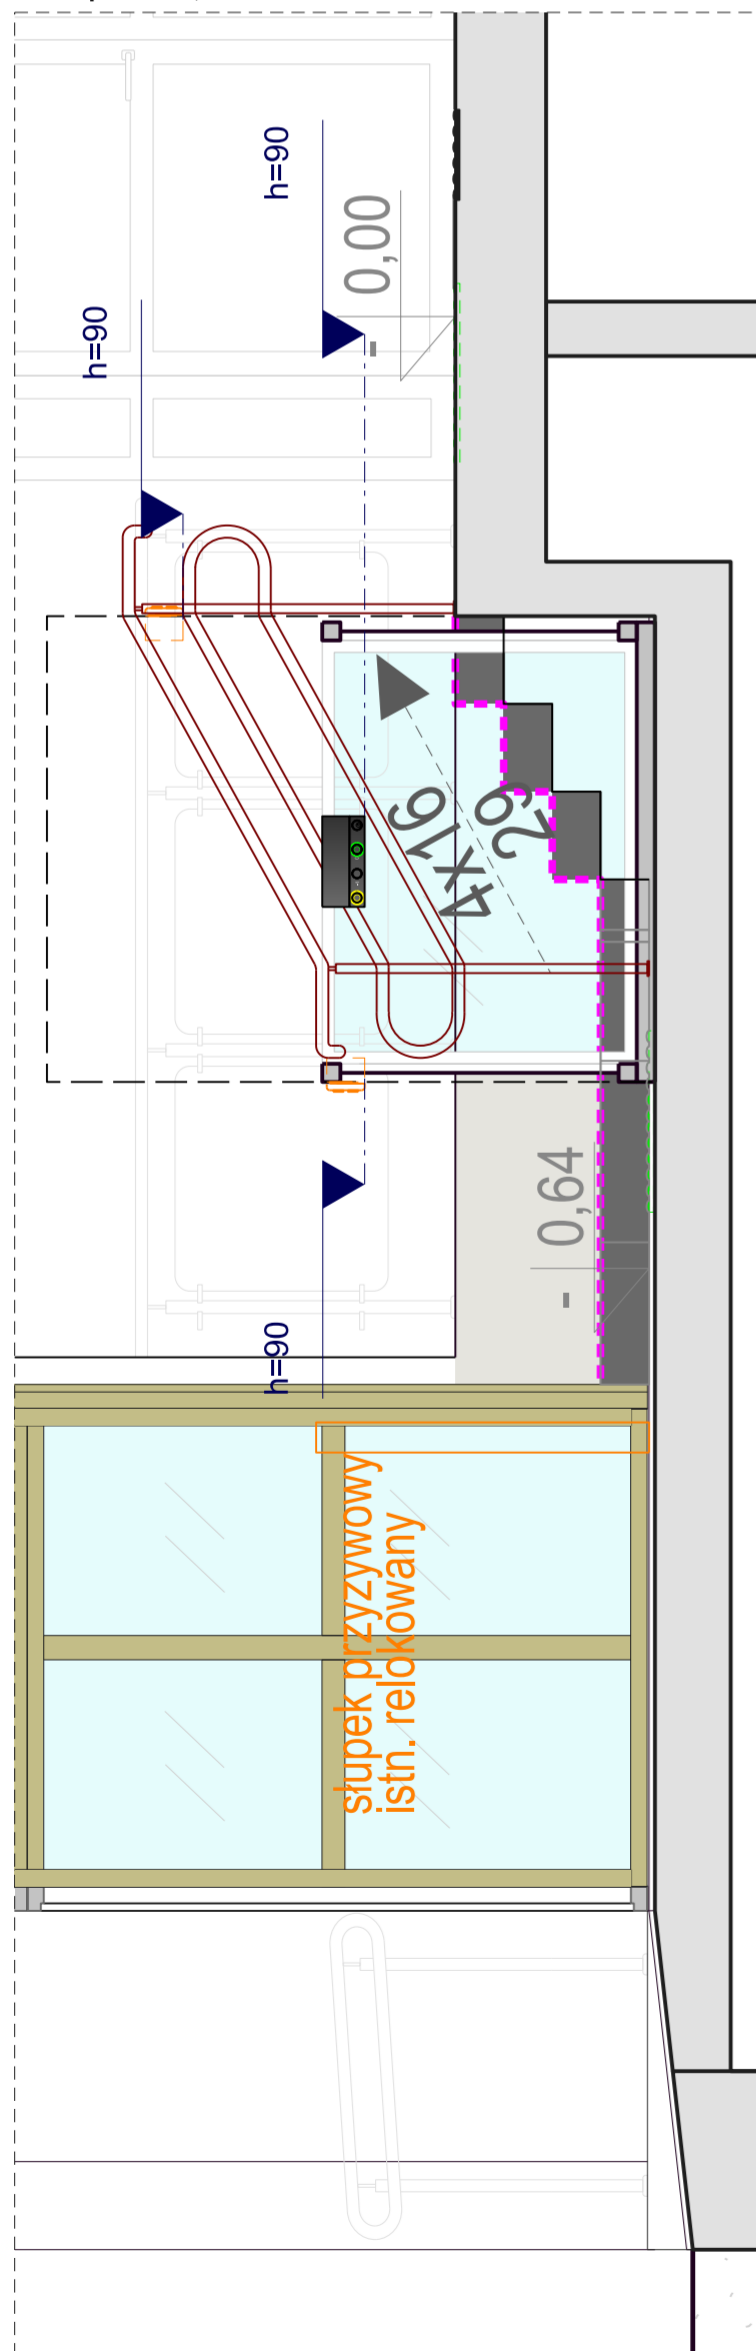 h=90
0,00
-
h=90
4x16
29
- 0,64
h=90
słupek przyzywowy
istn. relokowany